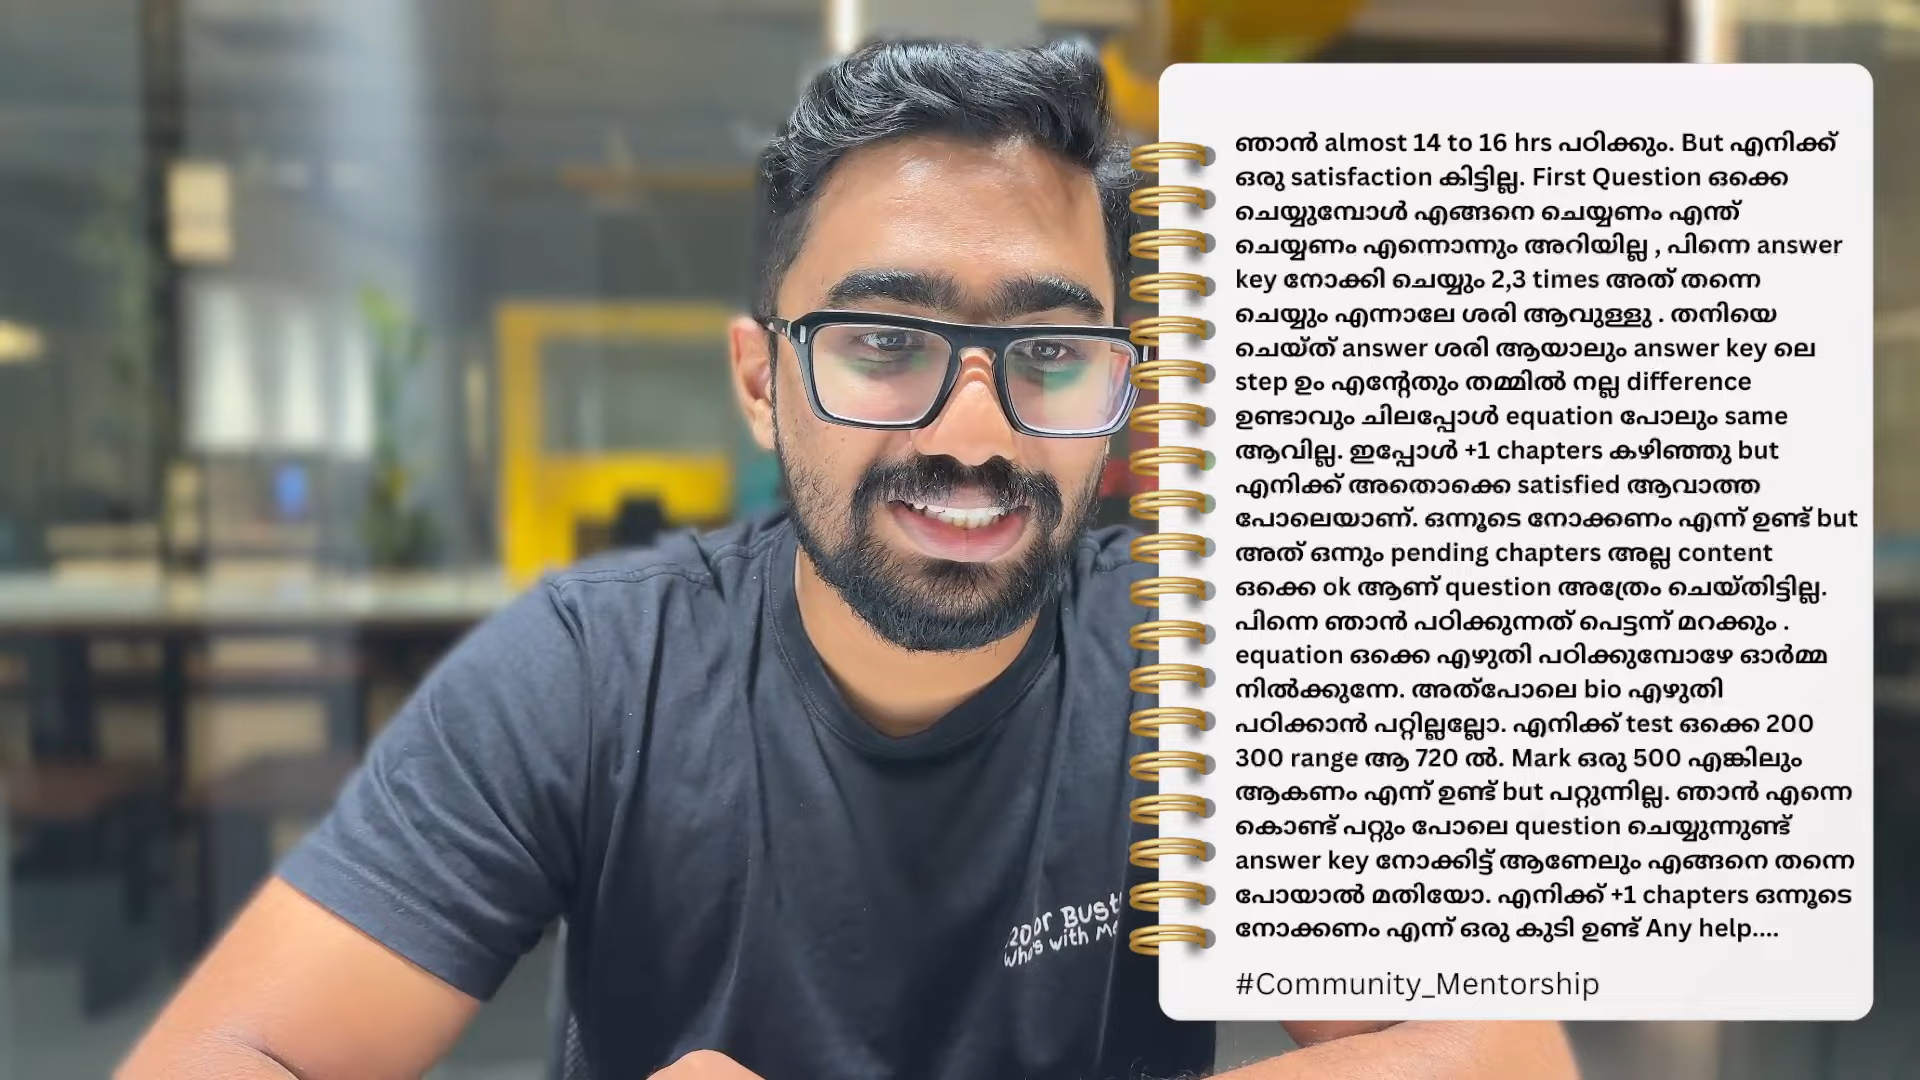 ഞാൻ almost 14 to 16 hrs പഠിക്കും. But എനിക്ക്
ഒരു satisfaction കിട്ടില്ല. First Question ഒക്കെ
ചെയ്യുമ്പോൾ എങ്ങനെ ചെയ്യണം എന്ത്
ചെയ്യണം എന്നൊന്നും അറിയില്ല , പിന്നെ answer
key നോക്കി ചെയ്യും 2,3 times അത് തന്നെ
ചെയ്യും എന്നാലേ ശരി ആവുള്ളു . തനിയെ
ചെയ്ത് answer ശരി ആയാലും answer key ലെ
step ഉം എന്റേതും തമ്മിൽ നല്ല difference
ഉണ്ടാവും ചിലപ്പോൾ equation പോലും same
ആവില്ല. ഇപ്പോൾ +1 chapters കഴിഞ്ഞു but
എനിക്ക് അതൊക്കെ satisfied ആവാത്ത
പോലെയാണ്. ഒന്നൂടെ നോക്കണം എന്ന് ഉണ്ട് but
അത് ഒന്നും pending chapters അല്ല content
ഒക്കെ ok ആണ് question അത്രേം ചെയ്തിട്ടില്ല.
പിന്നെ ഞാൻ പഠിക്കുന്നത് പെട്ടന്ന് മറക്കും .
equation ഒക്കെ എഴുതി പഠിക്കുമ്പോഴേ ഓർമ്മ
നിൽക്കുന്നേ. അത്പോലെ bio എഴുതി
പഠിക്കാൻ പറ്റില്ലല്ലോ. എനിക്ക് test ഒക്കെ 200
300 range ആ 720 ൽ. Mark ഒരു 500 എങ്കിലും
ആകണം എന്ന് ഉണ്ട് but പറ്റുന്നില്ല. ഞാൻ എന്നെ
കൊണ്ട് പറ്റും പോലെ question ചെയ്യുന്നുണ്ട്
answer key നോക്കിട്ട് ആണേലും എങ്ങനെ തന്നെ
പോയാൽ മതിയോ. എനിക്ക് +1 chapters ഒന്നൂടെ
നോക്കണം എന്ന് ഒരു കുടി ഉണ്ട് Any help....
#Community_Mentorship
or Bust
with